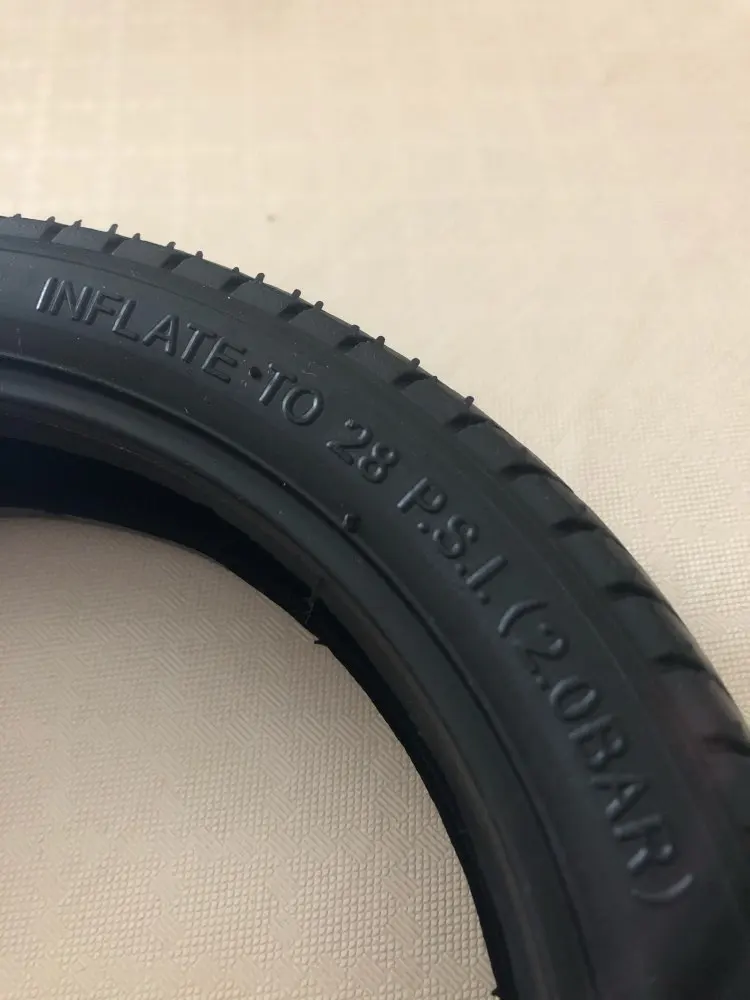 INFLATE·TO 28 P.S.I. (2.0BAR)